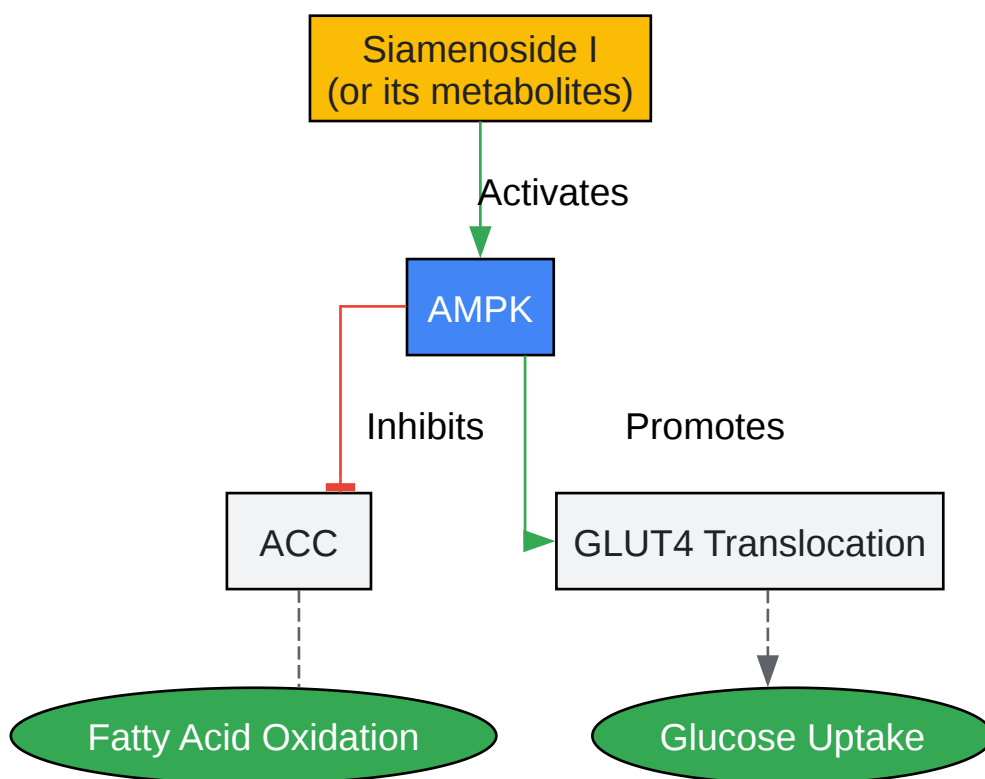 Siamenoside I
(or its metabolites)
Activates
AMPK
Inhibits
Promotes
ACC
GLUT4 Translocation
Fatty Acid Oxidation
Glucose Uptake